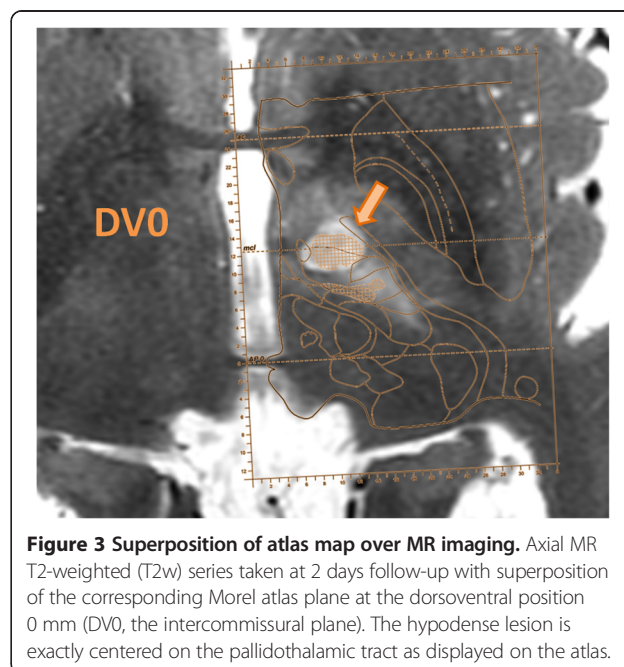 DV0
mcl
Figure 3 Superposition of atlas map over MR imaging. Axial MR
T2-weighted (T2w) series taken at 2 days follow-up with superposition
of the corresponding Morel atlas plane at the dorsoventral position
0 mm (DV0, the intercommissural plane). The hypodense lesion is
exactly centered on the pallidothalamic tract as displayed on the atlas.